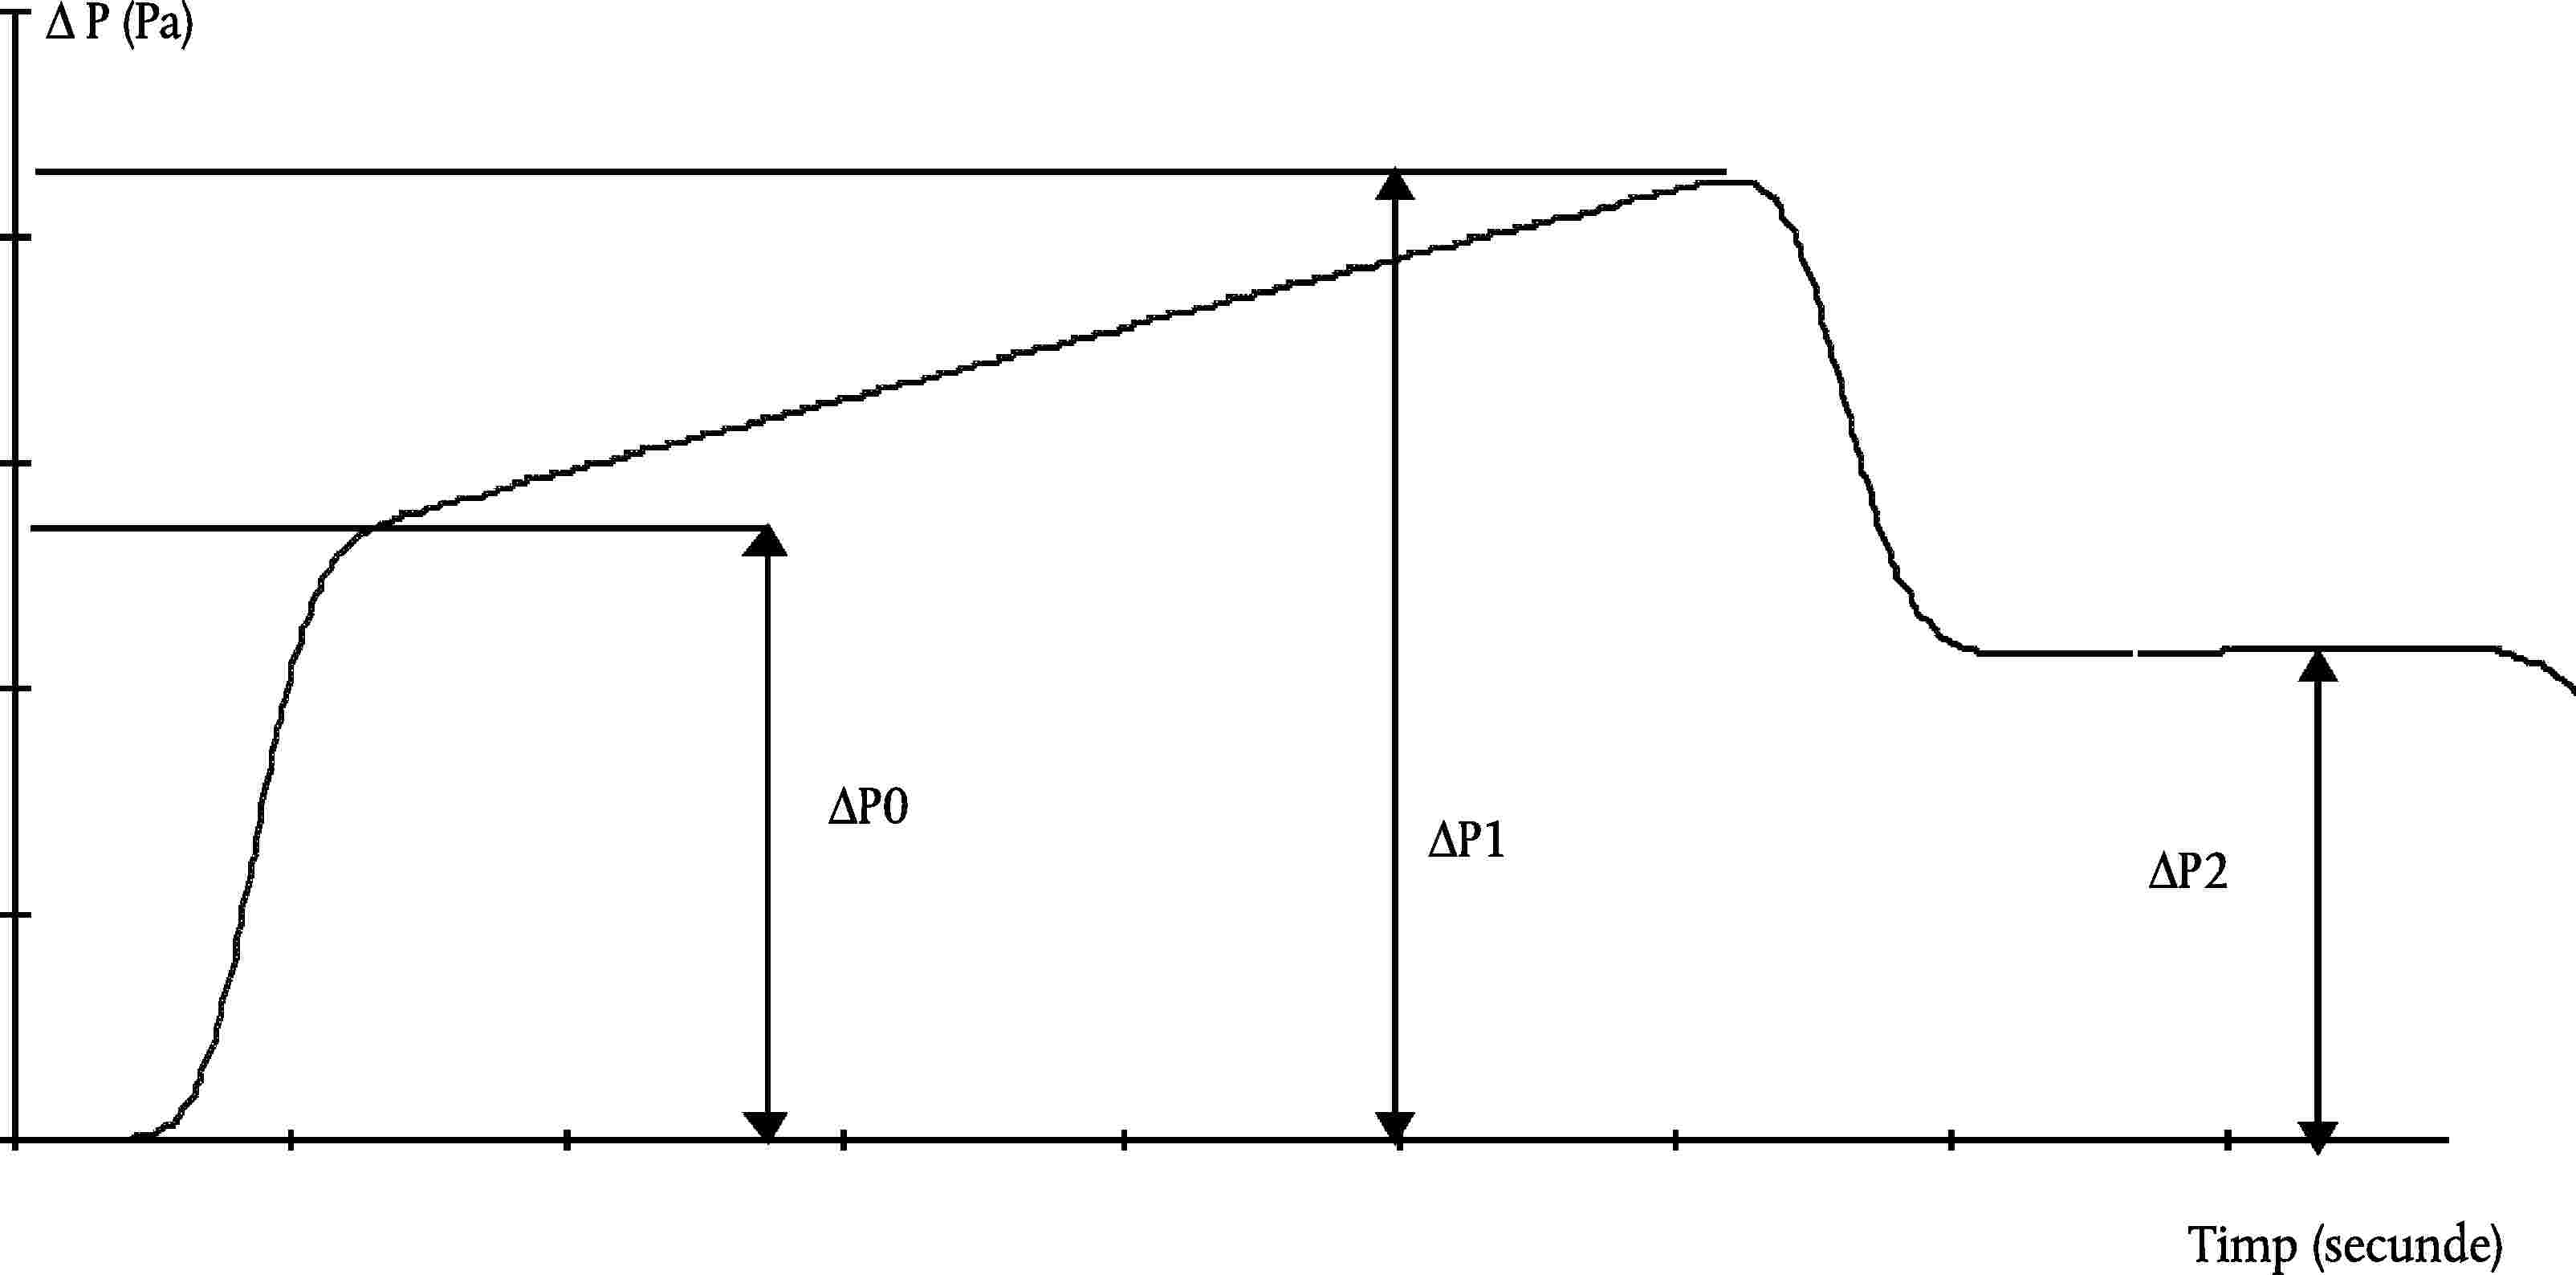 Δ P (Pa)
ΔP0
ΔP1
ΔP2
Timp (secunde)